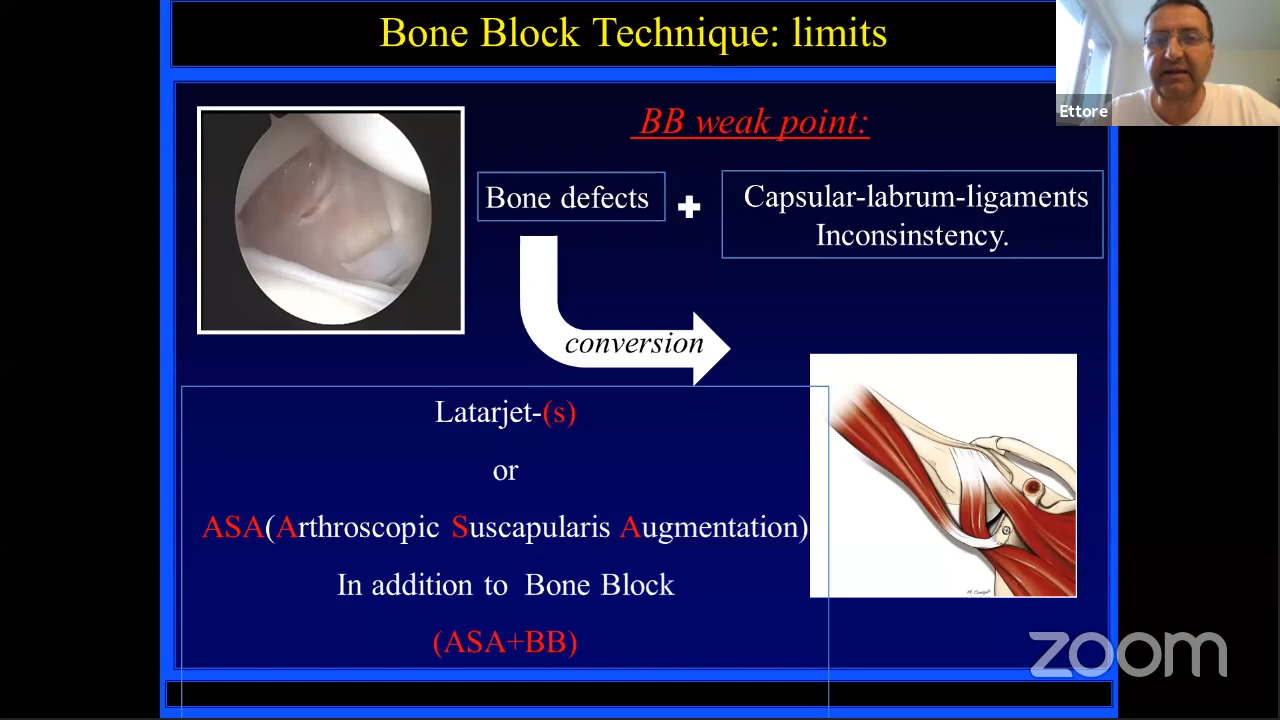 Bone Block Technique: limits
Ettore
BB weak point:
Bone defects
Capsular-labrum-ligaments
Inconsinstency.
conversion
Latarjet-(s)
or
ASA(Arthroscopic Suscapularis Augmentation)
In addition to Bone Block
(ASA+BB)
zoom